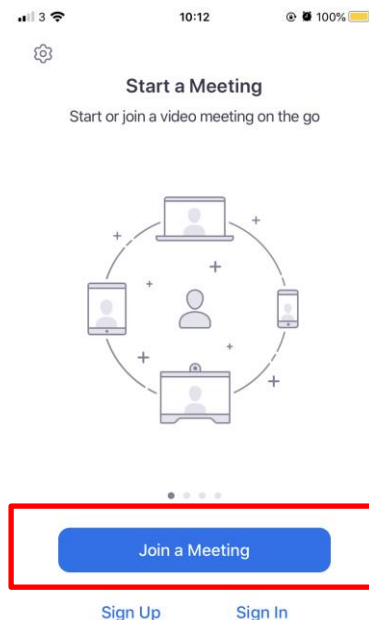 3 10:12 100%
Start a Meeting
Start or join a video meeting on the go
Join a Meeting
Sign Up Sign In